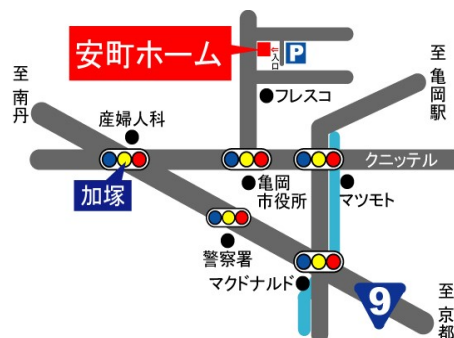 安町ホーム
⇦入口
P
至亀岡駅
至南丹
フレスコ
産婦人科
クニッテル
加塚
亀岡
市役所
マツモト
警察署
マクドナルド
9
至京都